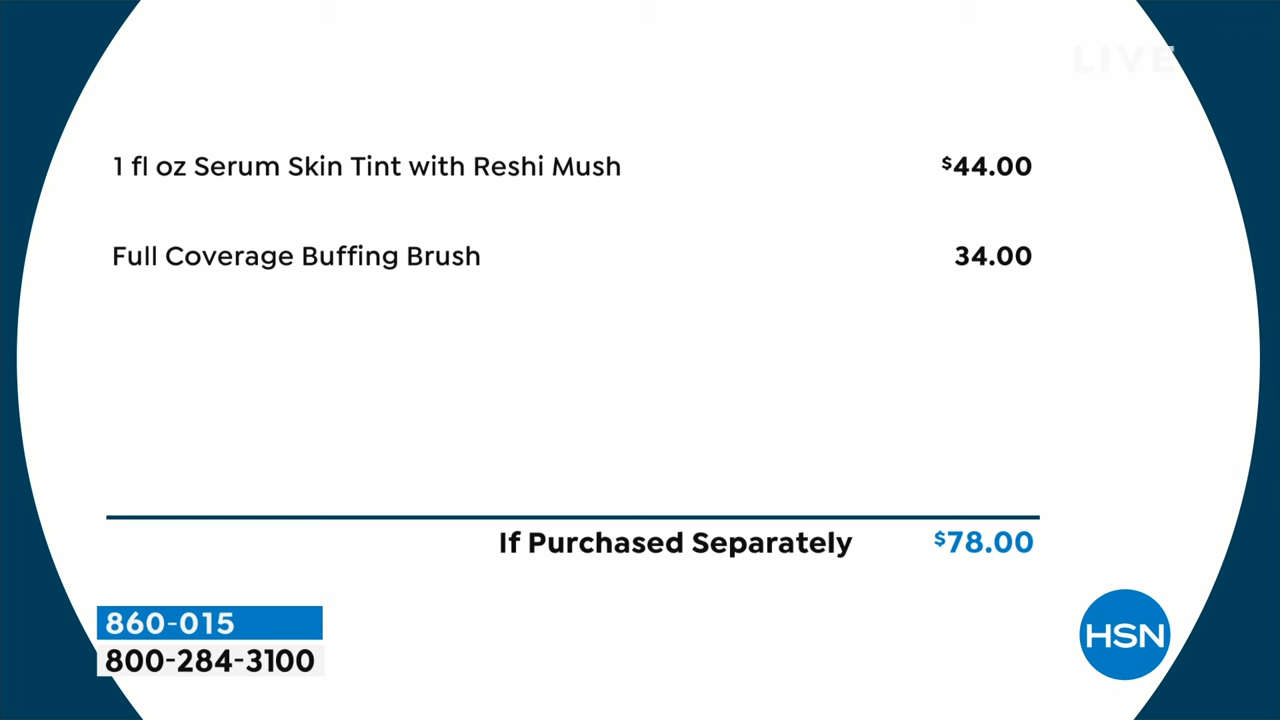 LIVE
1 fl oz Serum Skin Tint with Reshi Mush $44.00
Full Coverage Buffing Brush 34.00
If Purchased Separately $78.00
860-015
800-284-3100
HSN